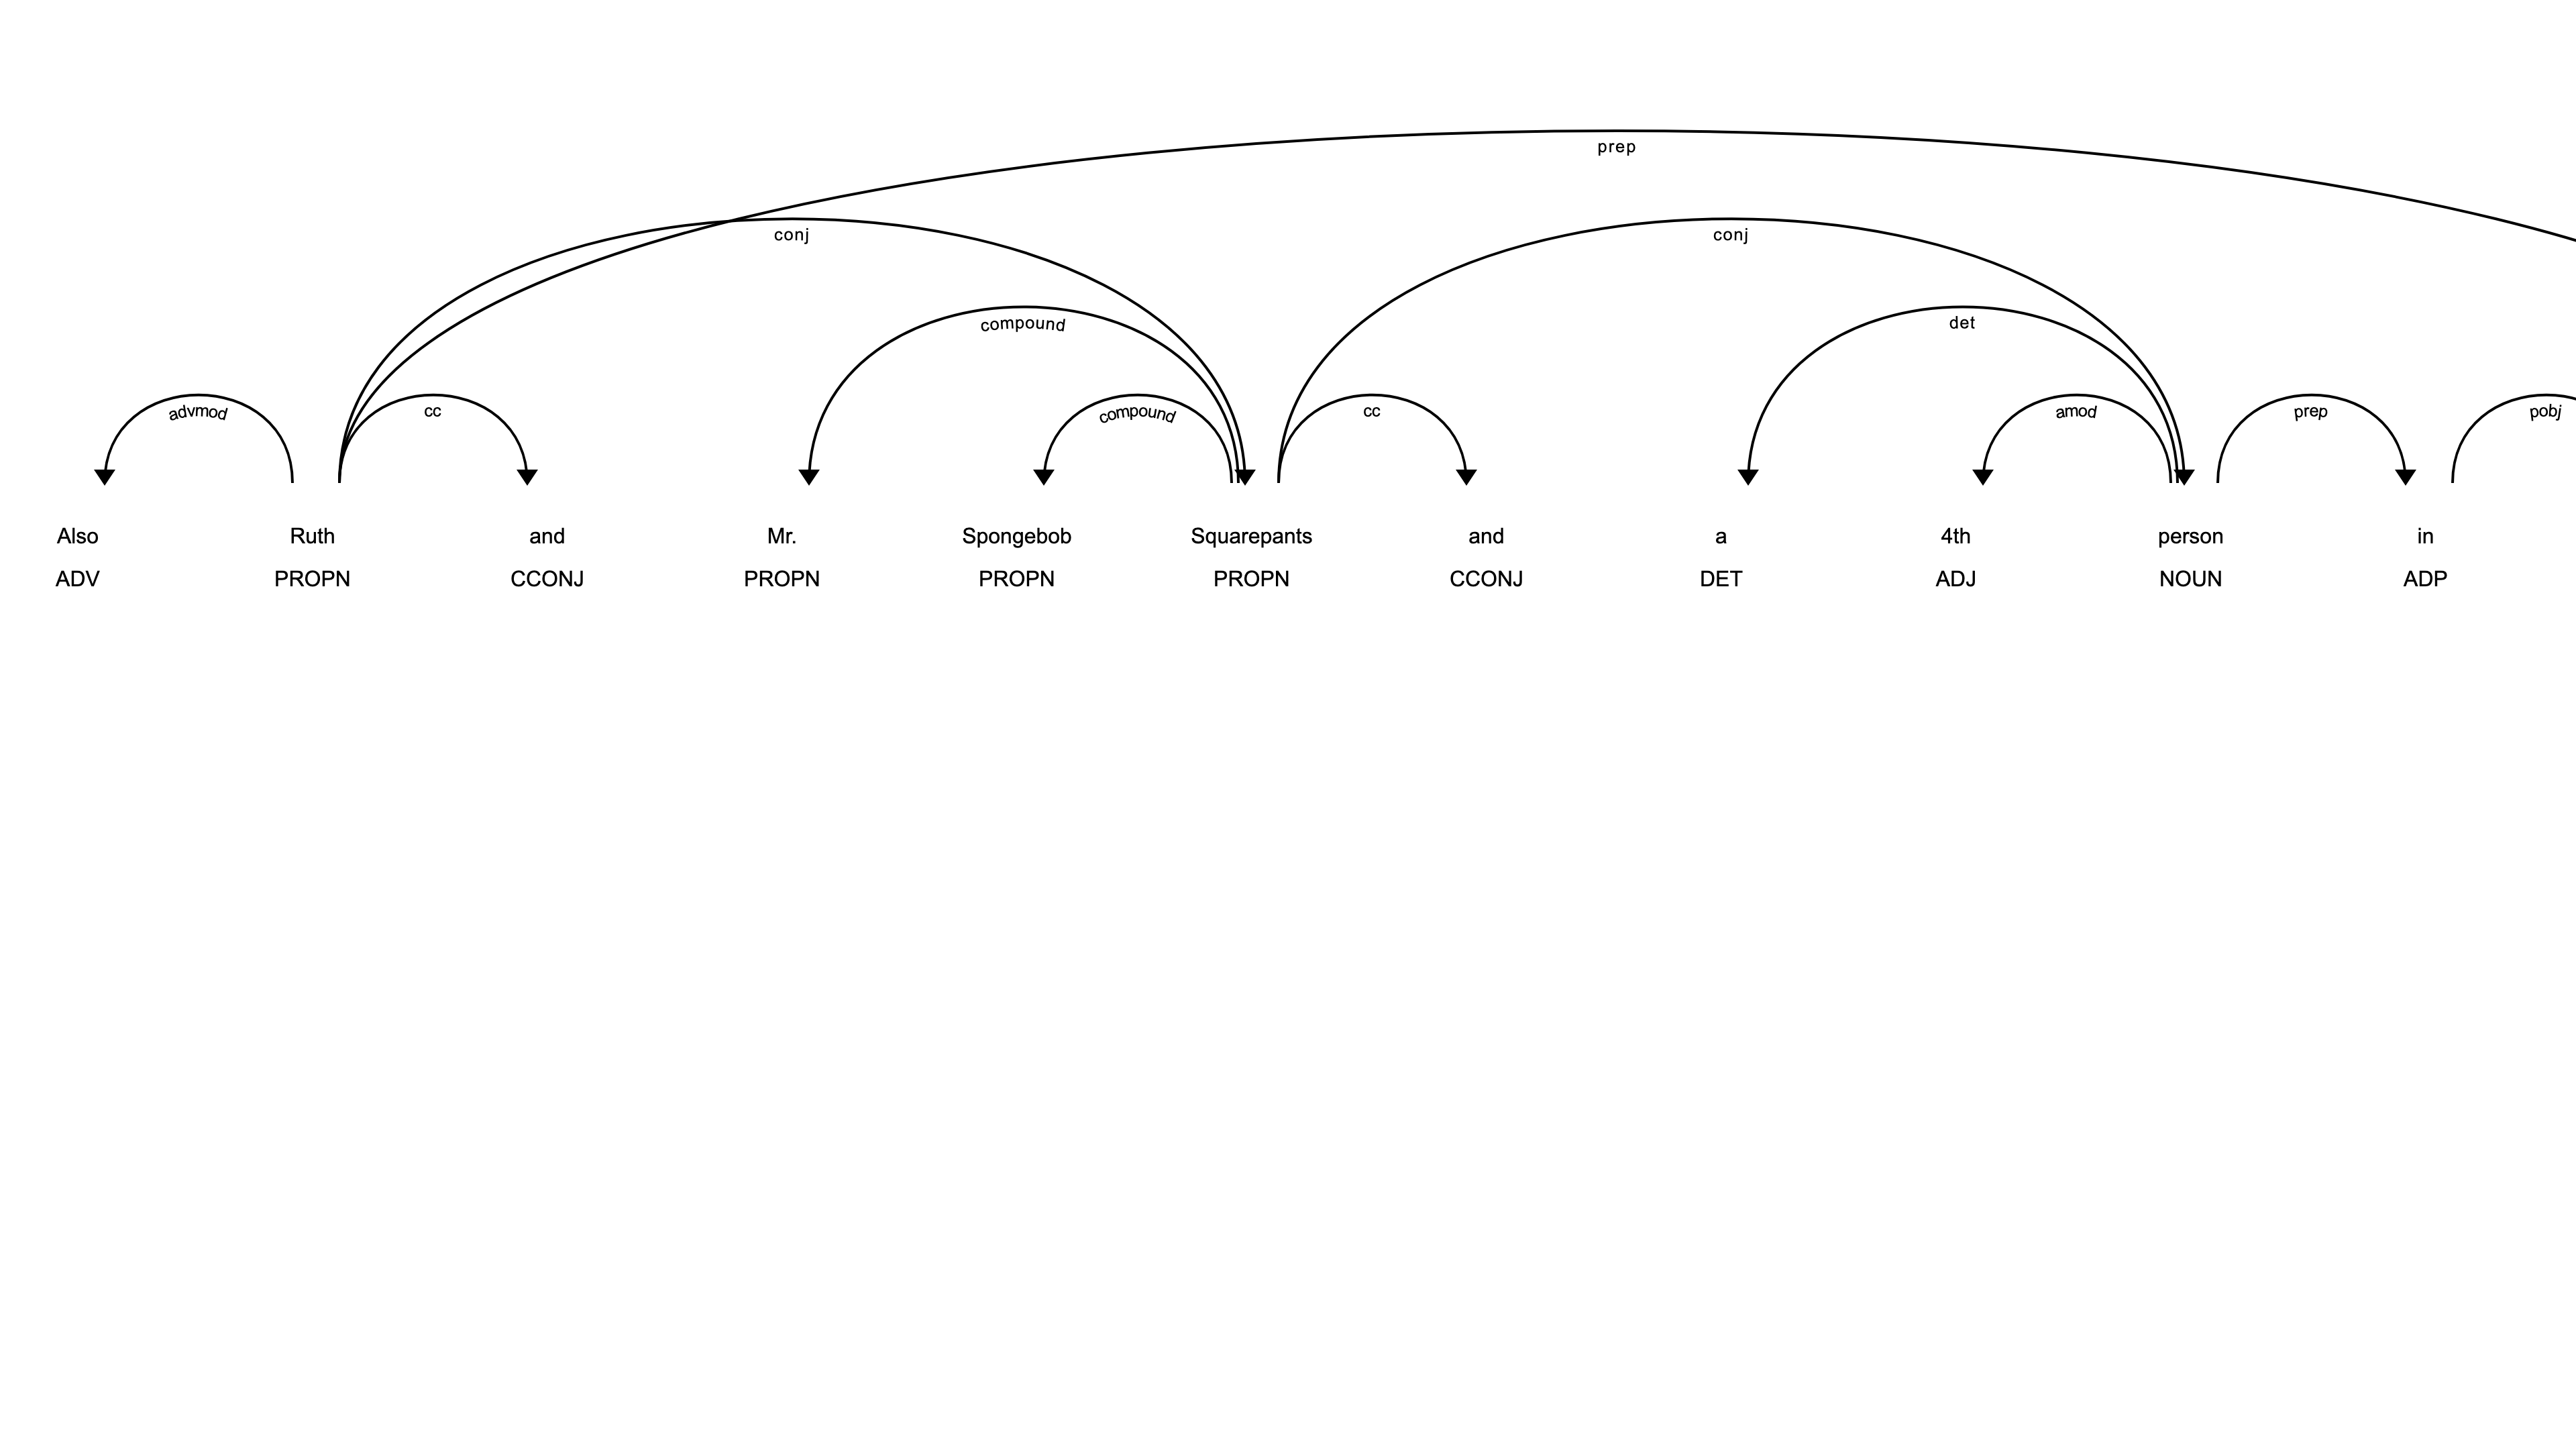 prep
conj conj
compound det
advmod cc compound cc amod prep pobj
Also Ruth and Mr. Spongebob Squarepants and a 4th person in
ADV PROPN CCONJ PROPN PROPN PROPN CCONJ DET ADJ NOUN ADP